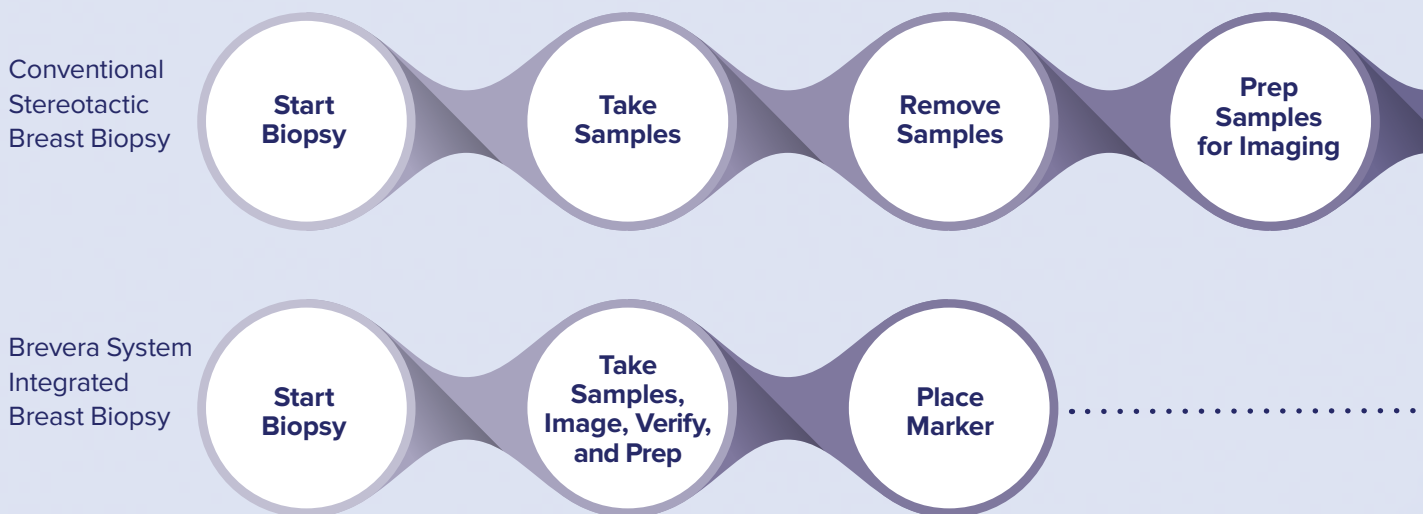 Conventional
Stereotactic
Breast Biopsy
Start
Biopsy
Take
Samples
Remove
Samples
Prep
Samples
for Imaging
Brevera System
Integrated
Breast Biopsy
Start
Biopsy
Take
Samples,
Image, Verify,
and Prep
Place
Marker